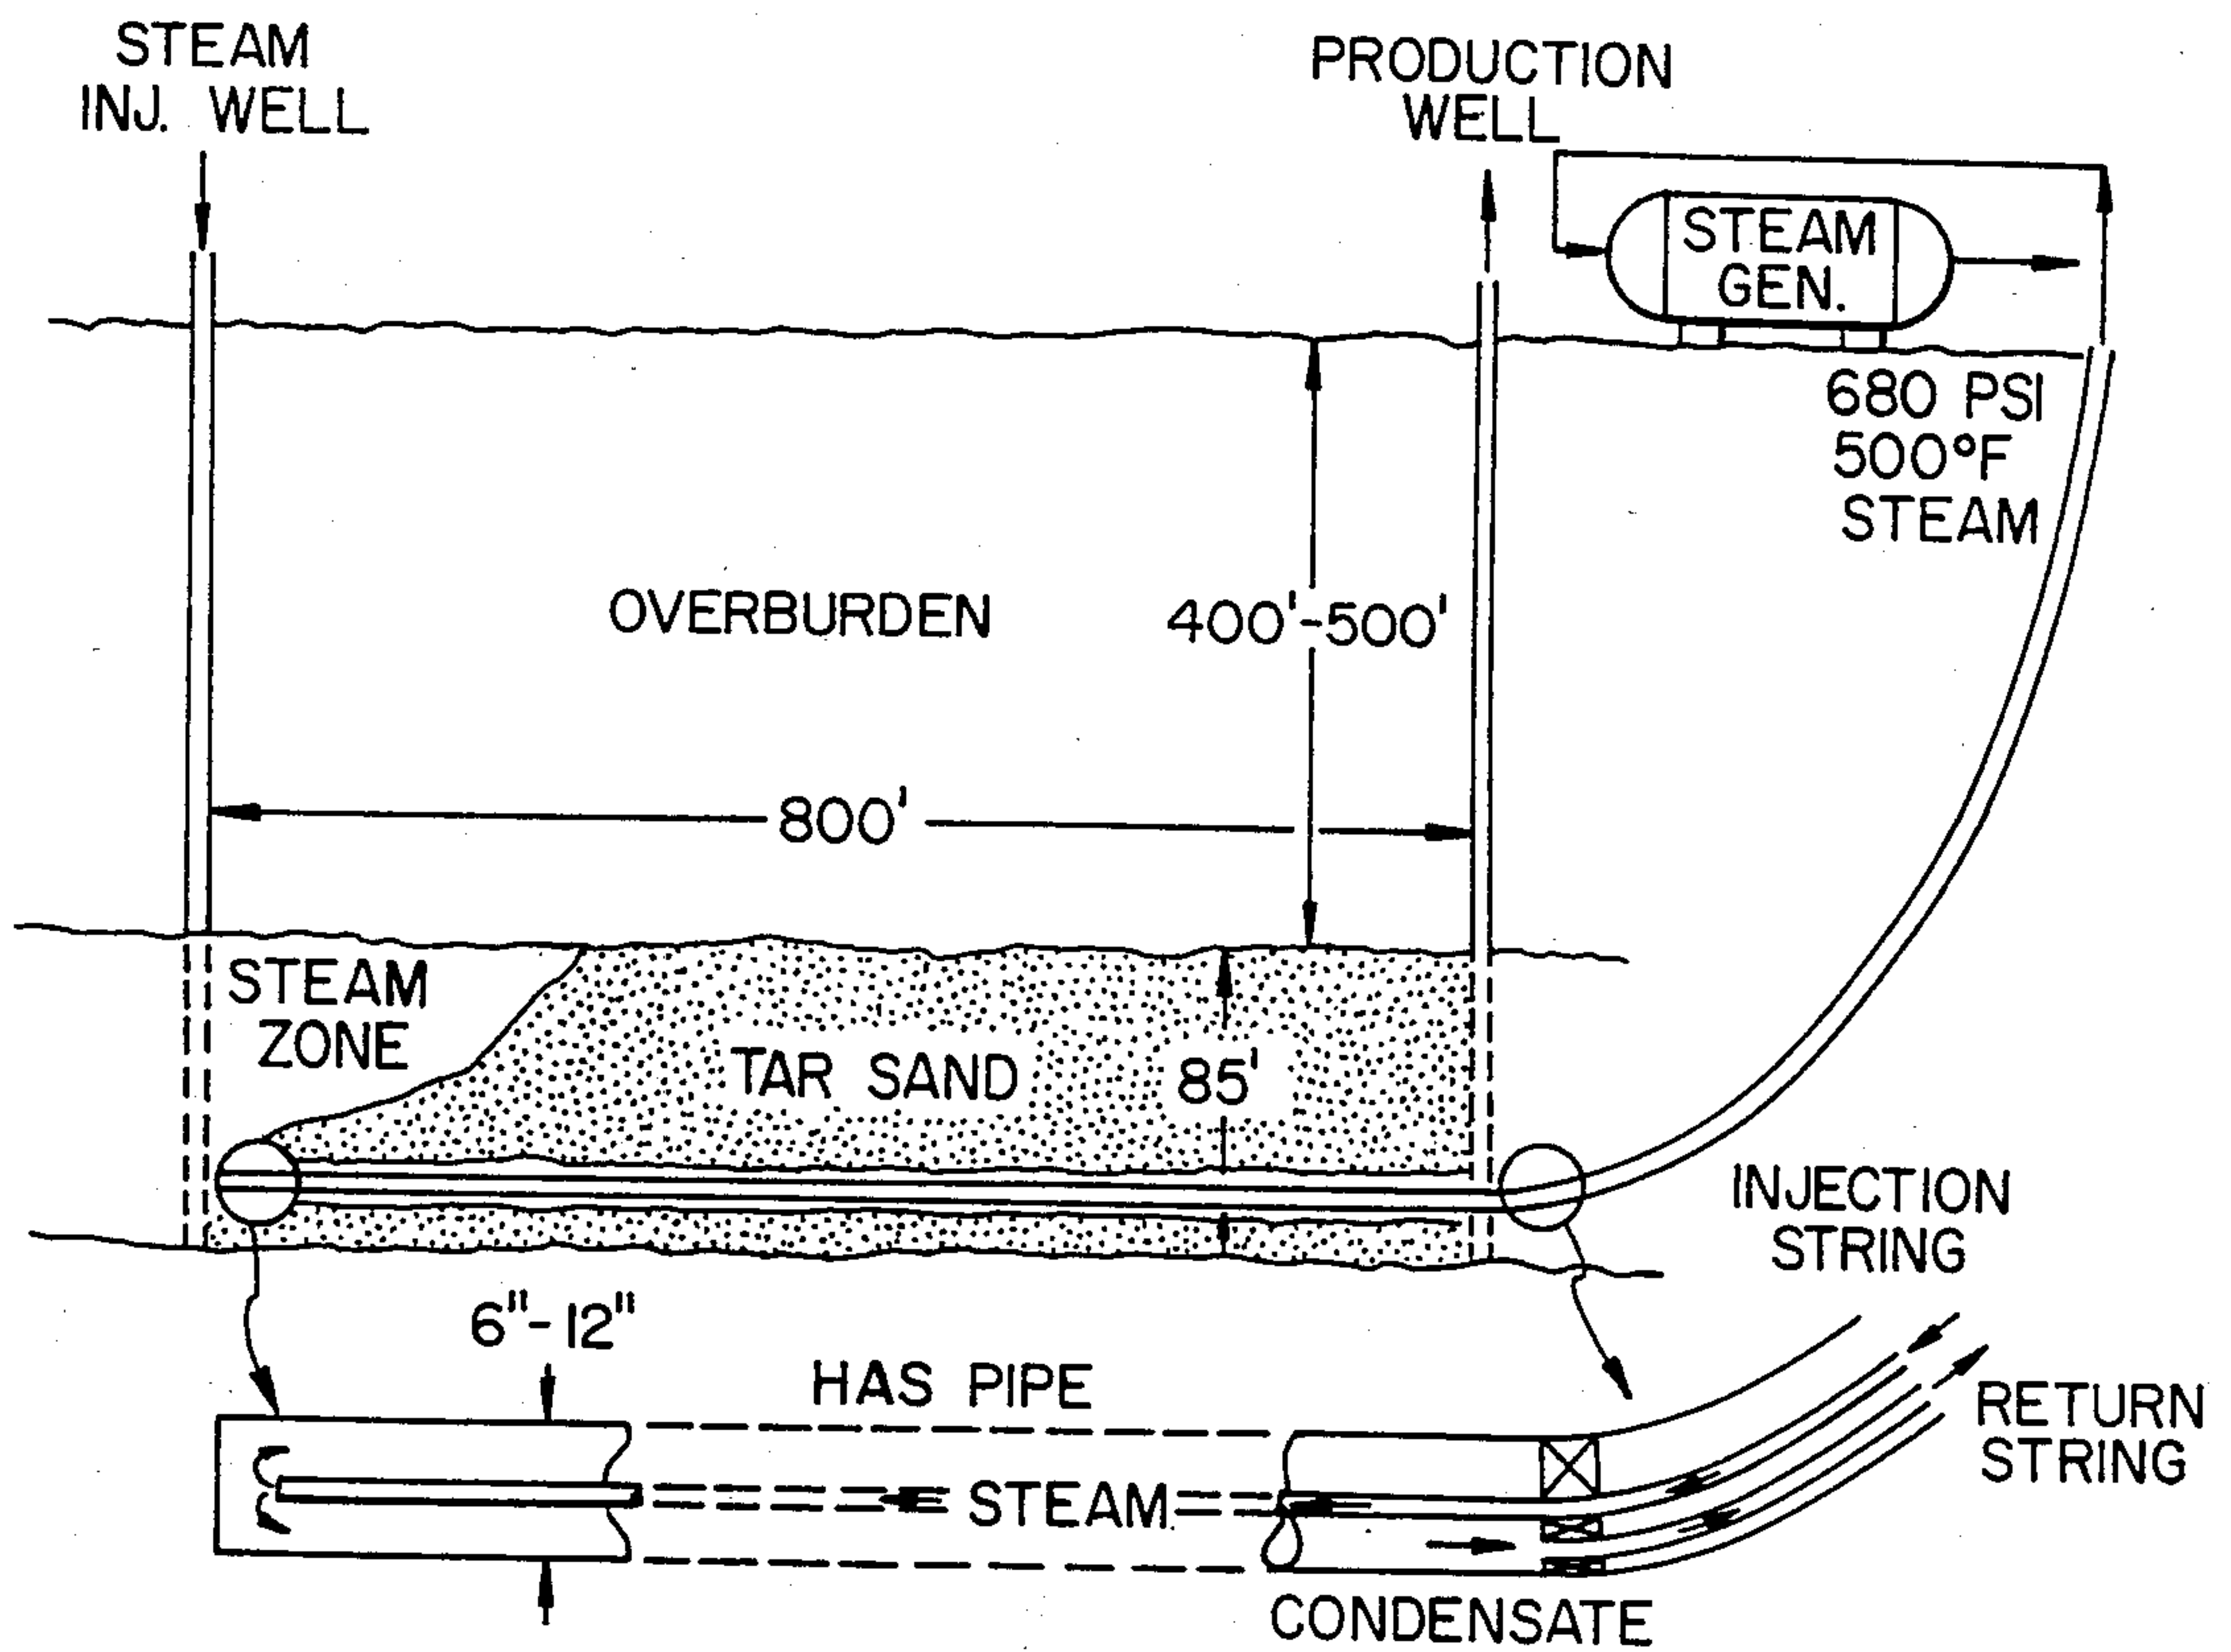 STEAM
INJ. WELL
PRODUCTION
WELL
STEAM
GEN.
680 PSI
500°F
STEAM
OVERBURDEN
400'-500'
800'
STEAM
ZONE
TAR SAND
85'
INJECTION
STRING
6"-12"
HAS PIPE
RETURN
STRING
STEAM
CONDENSATE